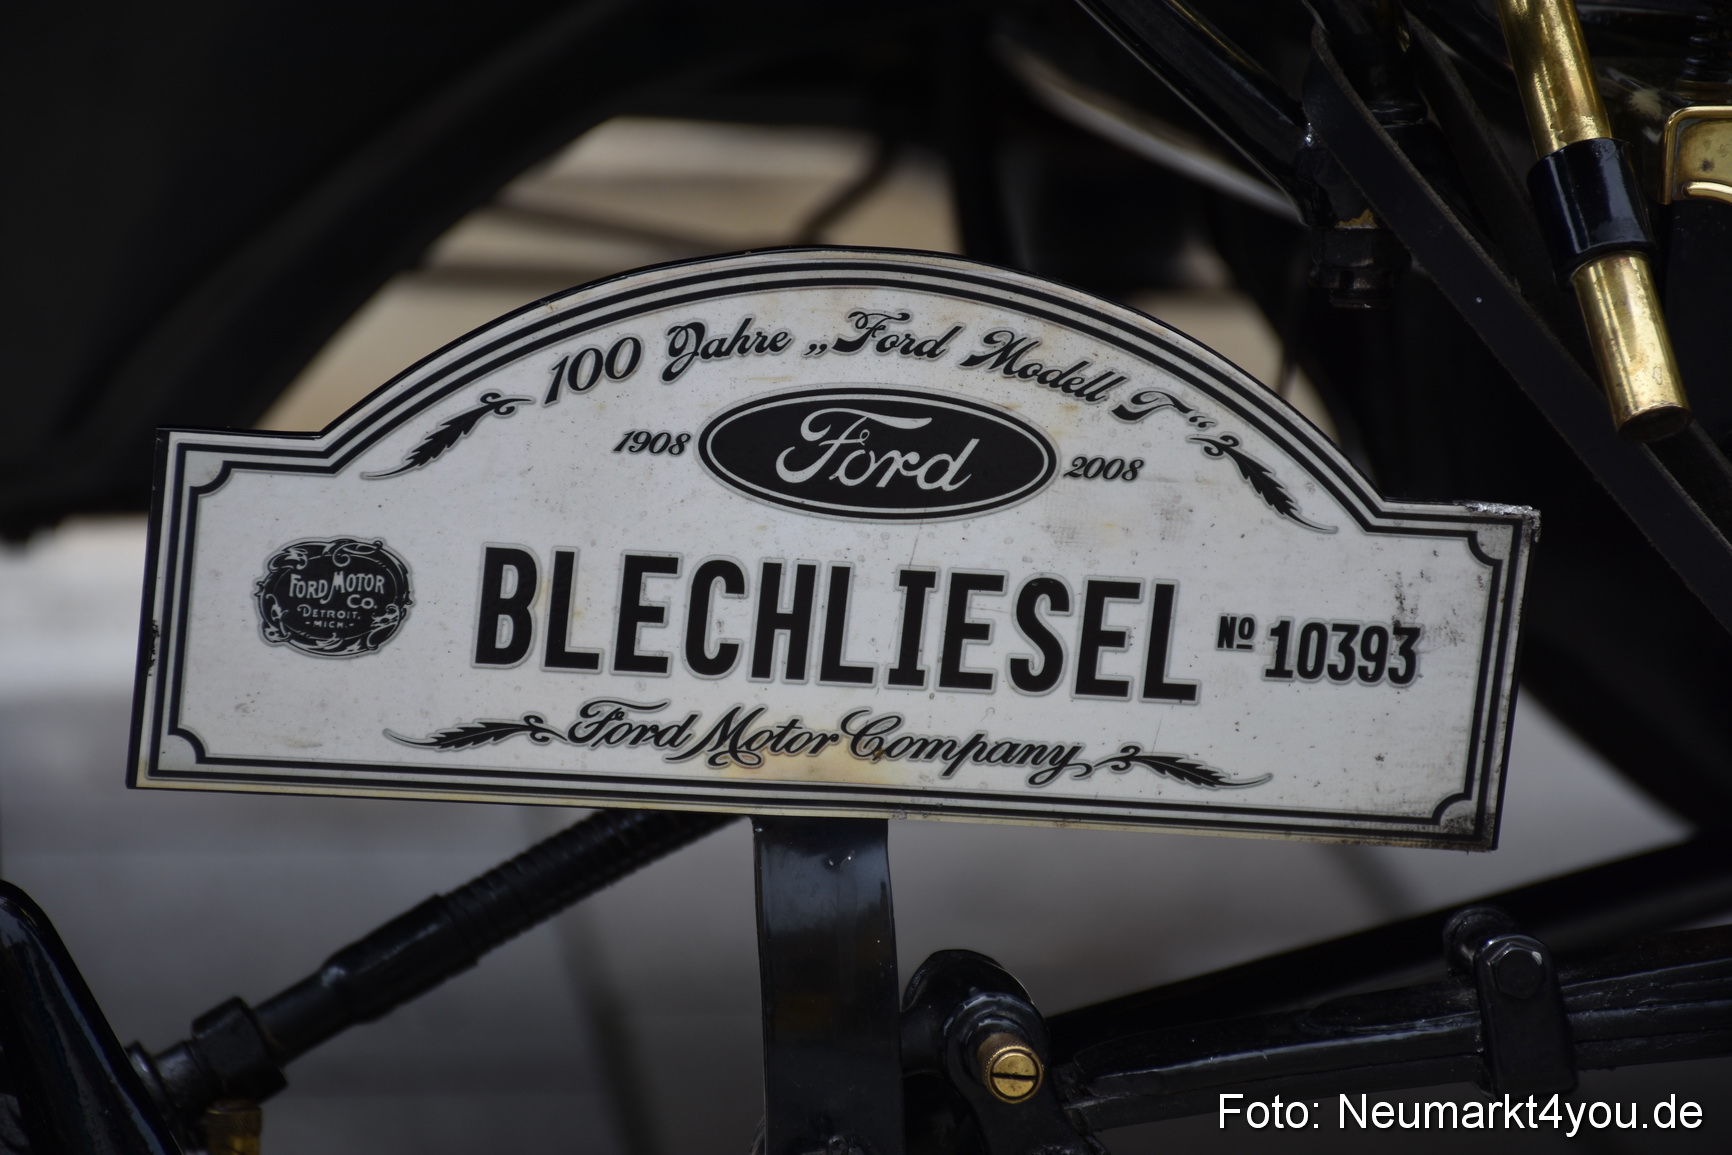 100 Jahre „Ford Modell T“
1908 Ford 2008
FORD MOTOR
CO.
DETROIT,
-MICH.-
BLECHLIESEL Nº 10393
Ford Motor Company
Foto: Neumarkt4you.de